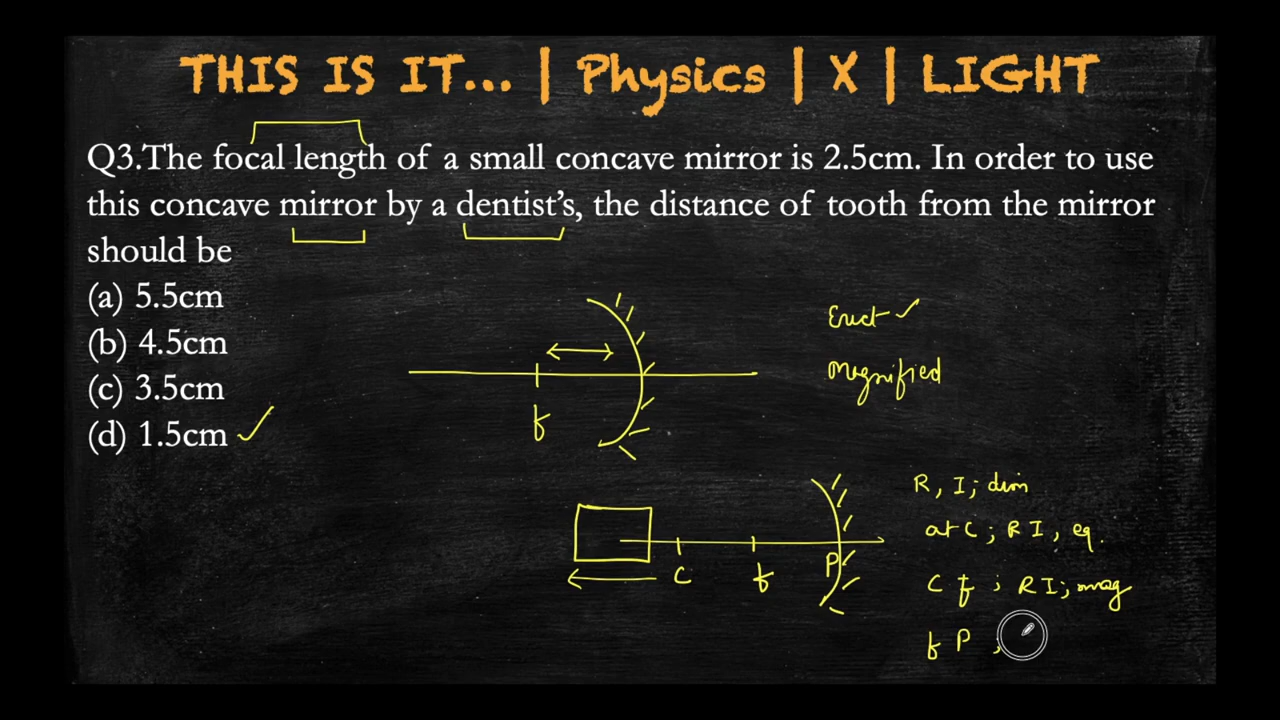 THIS IS IT... | Physics | X | LIGHT
Q3.The focal length of a small concave mirror is 2.5cm. In order to use
this concave mirror by a dentist's, the distance of tooth from the mirror
should be
(a) 5.5cm
(b) 4.5cm
(c) 3.5cm
(d) 1.5cm ✓
Erect ✓
magnified
f
R, I; dim
at C; R I, eq.
C f ; R I; mag
f P ;
C f P